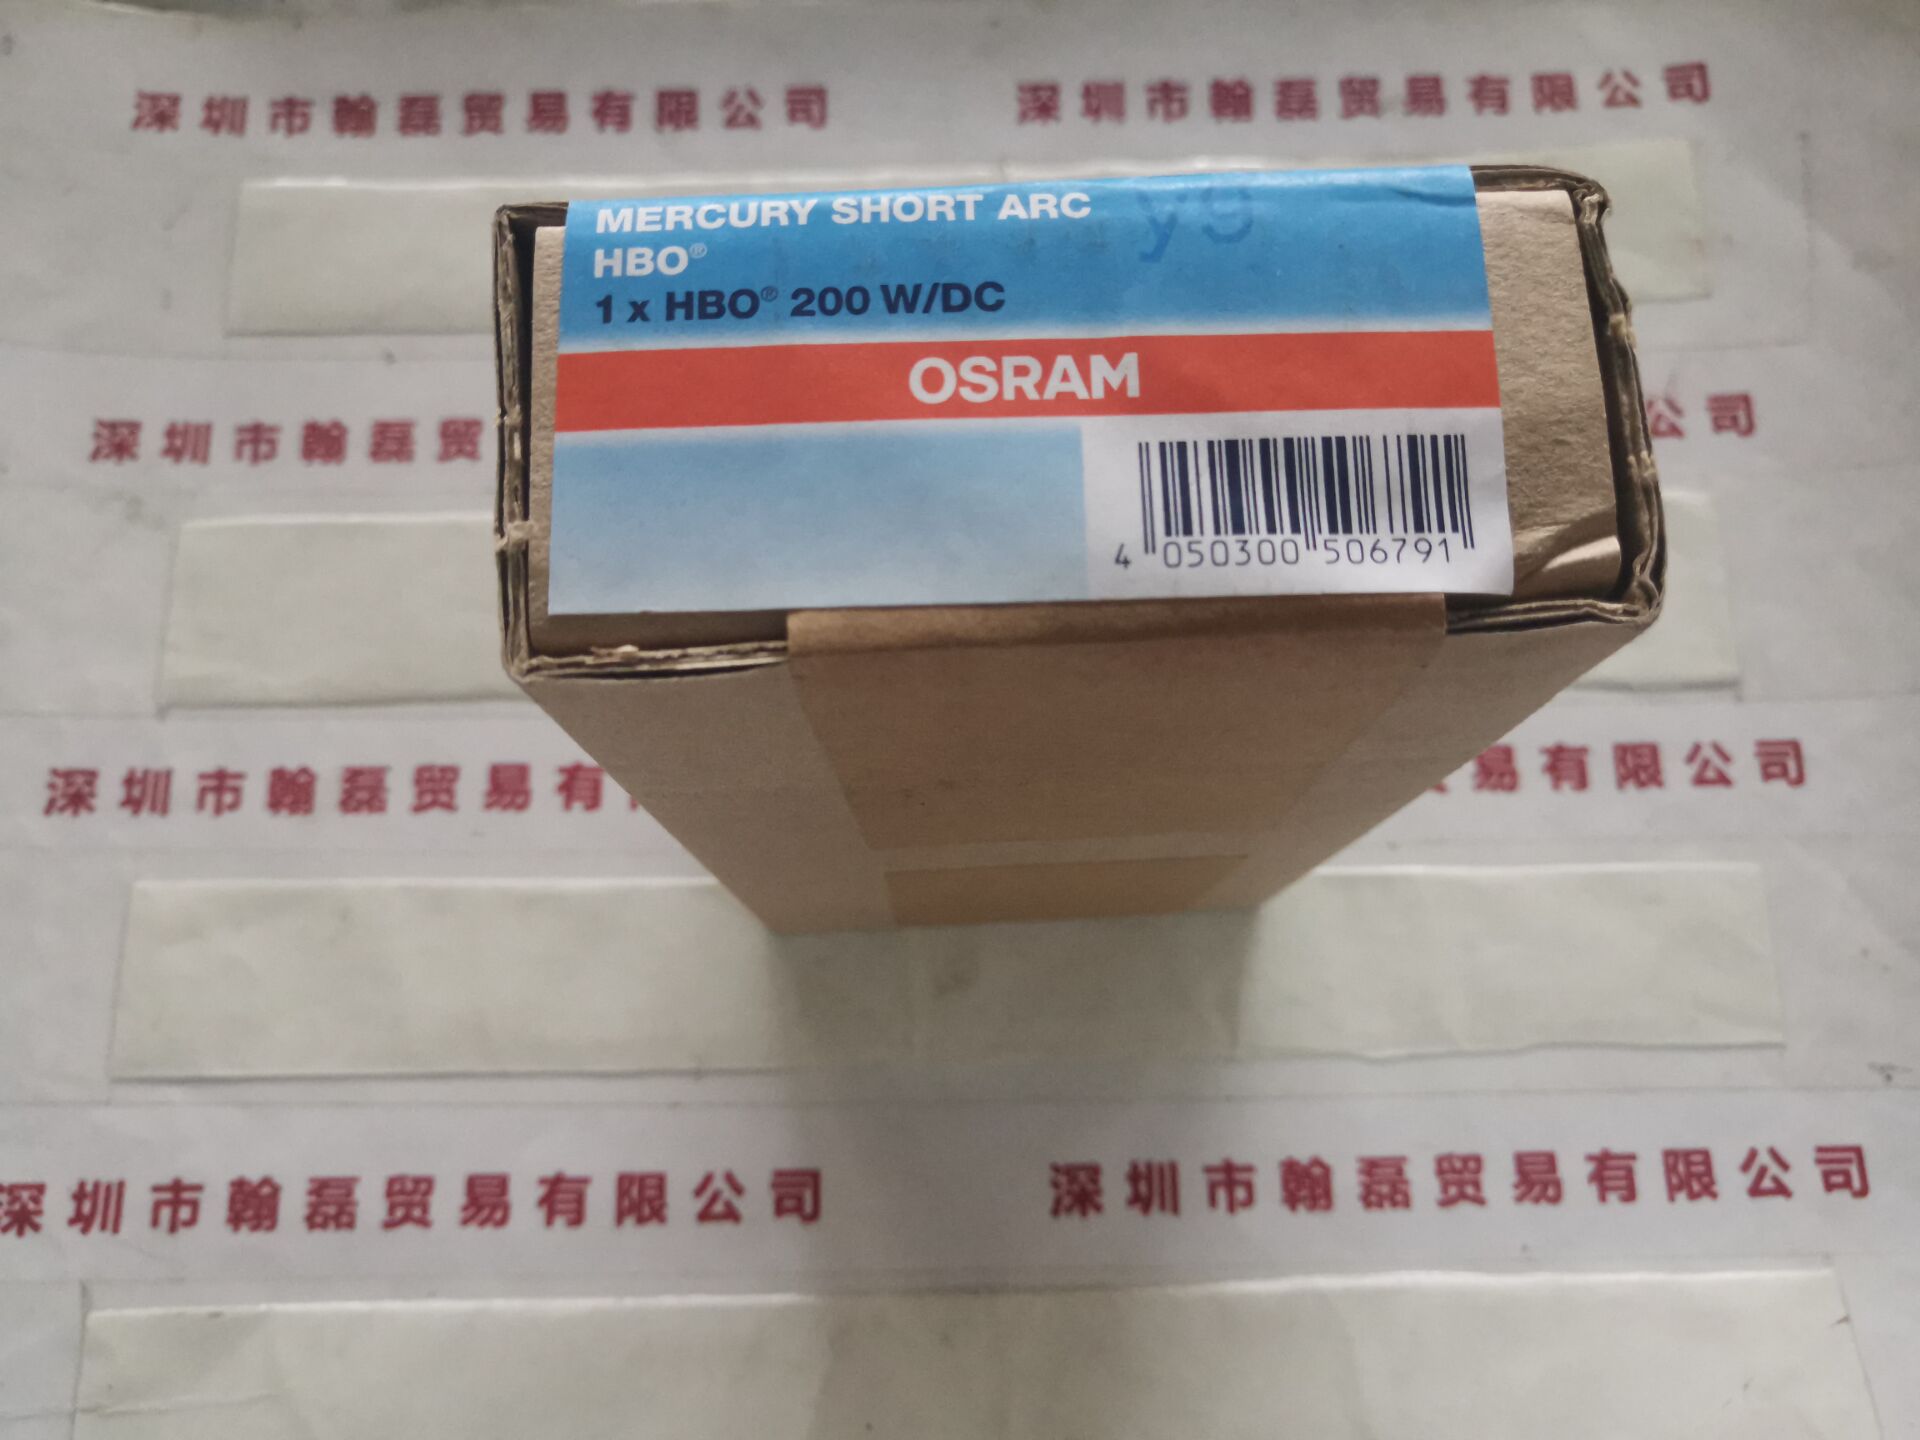 深圳市翰磊贸易有限公司 深圳市翰磊贸易有限公司
MERCURY SHORT ARC y9
HBO®
1 x HBO® 200 W/DC
OSRAM
4 050300 506791
深圳市翰磊贸 公司
深圳市翰磊贸易有 易有限公司
深圳市翰磊贸易有限公司 深圳市翰磊贸易有限公司